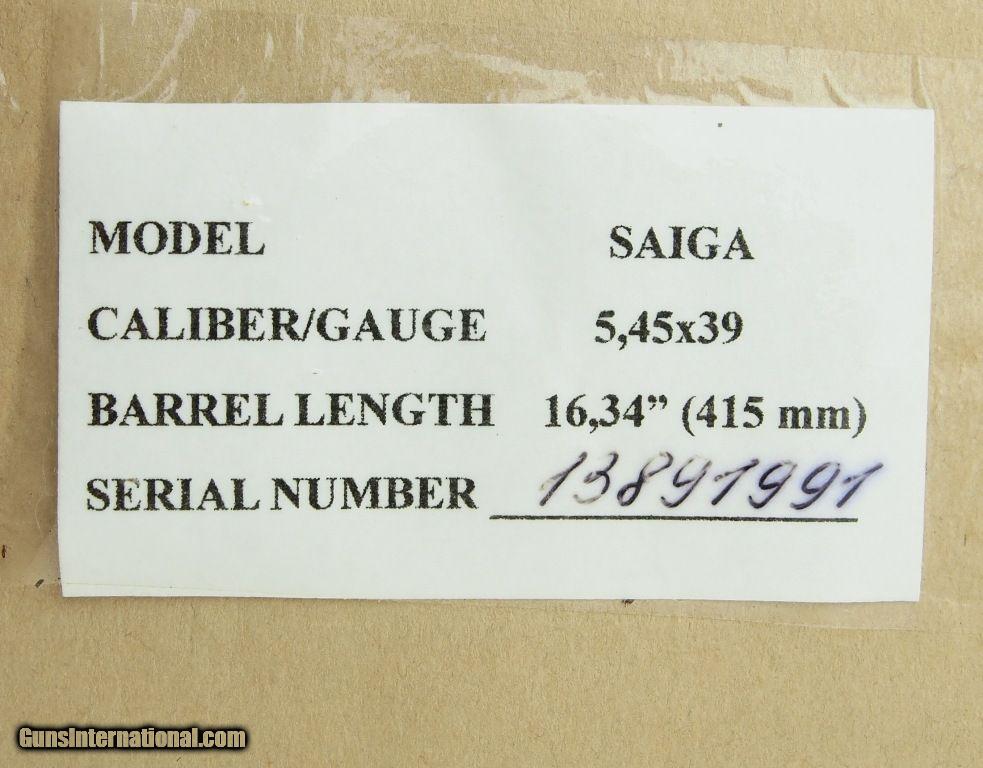 MODEL SAIGA
CALIBER/GAUGE 5,45x39
BARREL LENGTH 16,34” (415 mm)
SERIAL NUMBER 13891991
GunsInternational.com